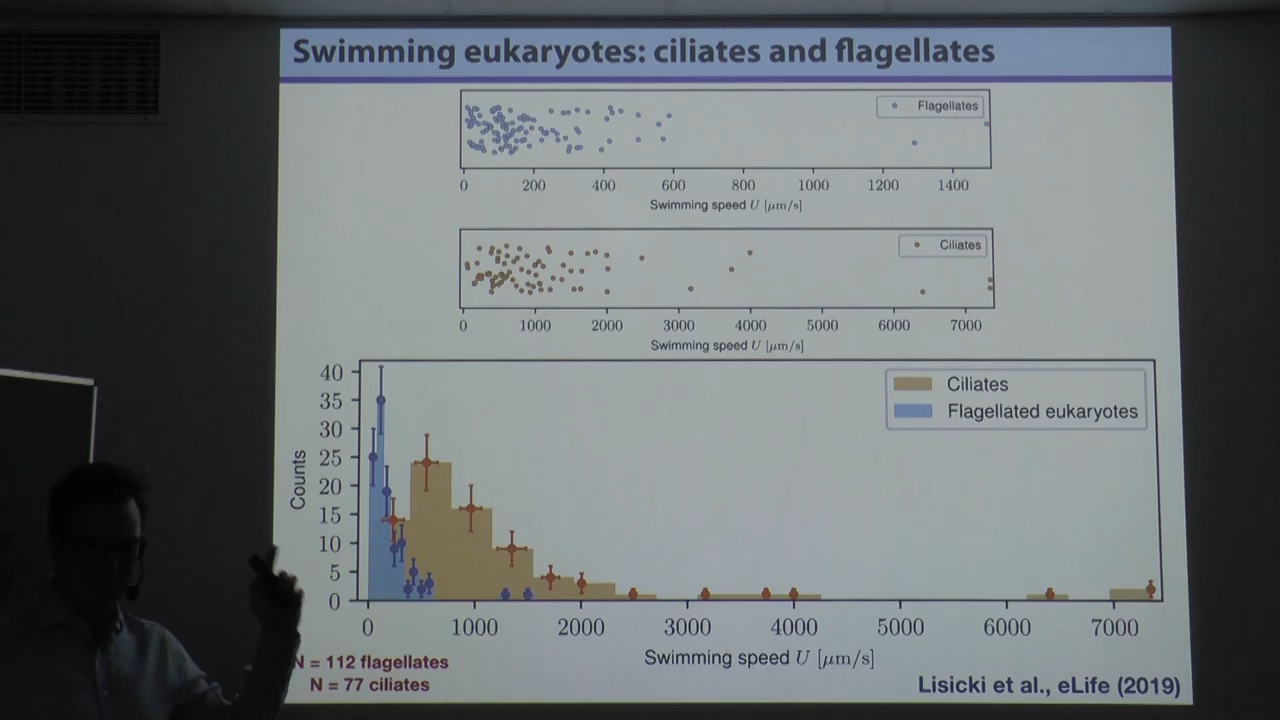 Swimming eukaryotes: ciliates and flagellates
Flagellates
0 200 400 600 800 1000 1200 1400
Swimming speed U [μm/s]
Ciliates
0 1000 2000 3000 4000 5000 6000 7000
Swimming speed U [μm/s]
40
35
30
25
20
15
10
5
0
Counts
Ciliates
Flagellated eukaryotes
0 1000 2000 3000 4000 5000 6000 7000
Swimming speed U [μm/s]
N = 112 flagellates
N = 77 ciliates
Lisicki et al., eLife (2019)